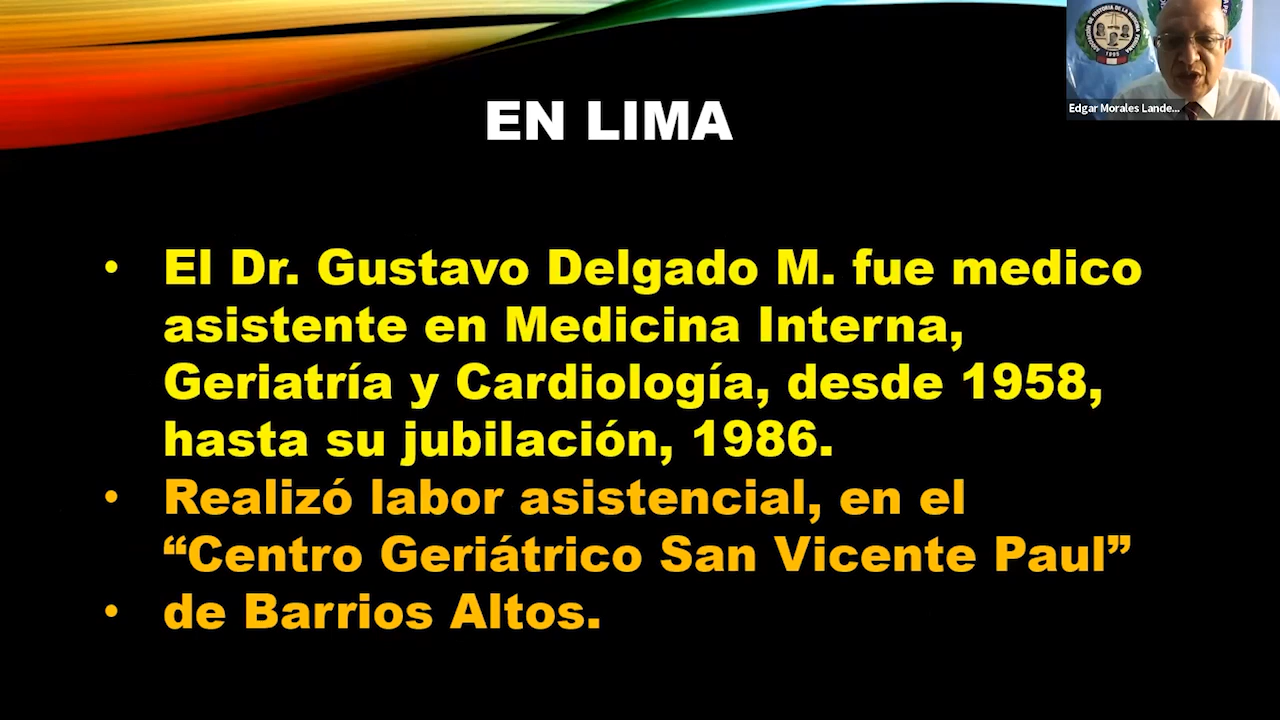 EN LIMA
Edgar Morales Lande...
• El Dr. Gustavo Delgado M. fue medico
asistente en Medicina Interna,
Geriatría y Cardiología, desde 1958,
hasta su jubilación, 1986.
• Realizó labor asistencial, en el
“Centro Geriátrico San Vicente Paul”
• de Barrios Altos.